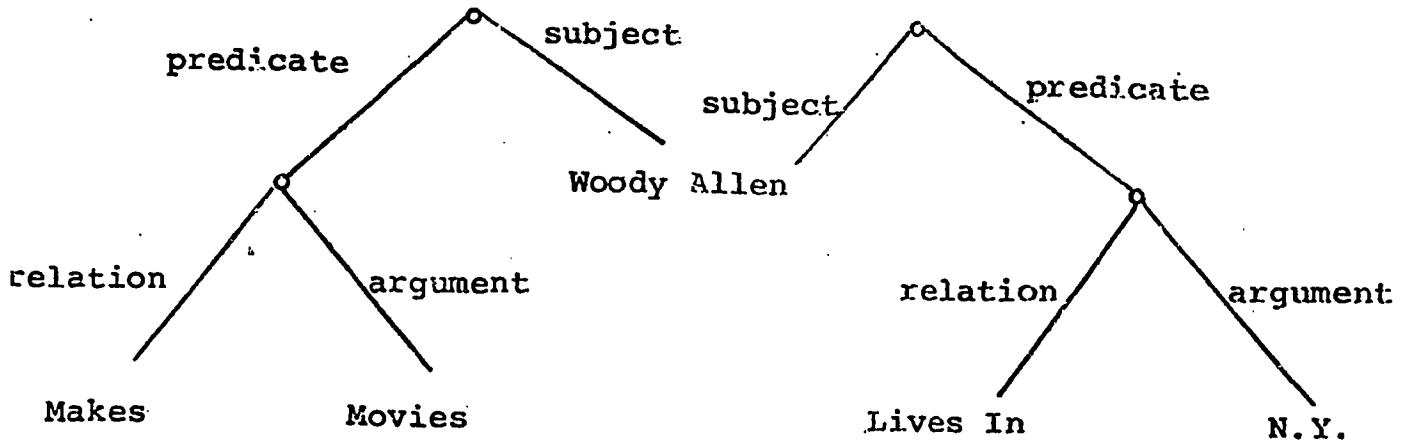 subject
predicate
predicate
subject
Woody Allen
relation
argument
relation
argument
Makes
Movies
Lives In
N.Y.